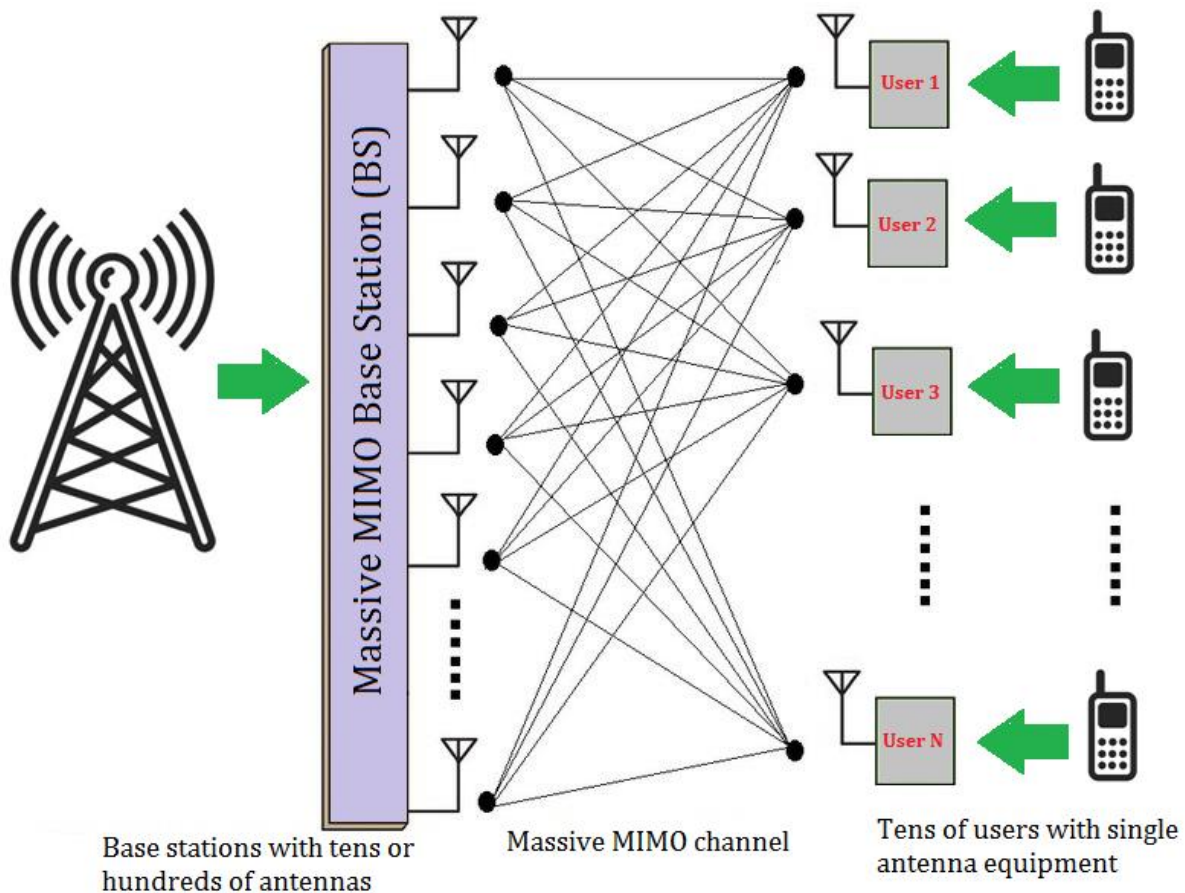 Massive MIMO Base Station (BS)
User 1
User 2
User 3
User N
Base stations with tens or
hundreds of antennas
Massive MIMO channel
Tens of users with single
antenna equipment